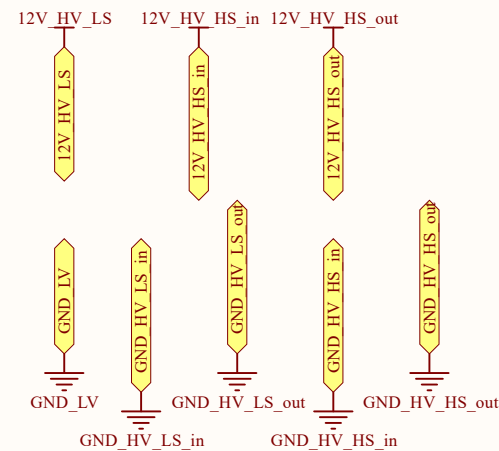 12V_HV_LS
12V_HV_HS_in
12V_HV_HS_out
12V_HV_LS
12V_HV_HS_in
12V_HV_HS_out
GND_LV
GND_HV_LS_in
GND_HV_LS_out
GND_HV_HS_in
GND_HV_HS_out
GND_LV
GND_HV_LS_out
GND_HV_HS_out
GND_HV_LS_in
GND_HV_HS_in